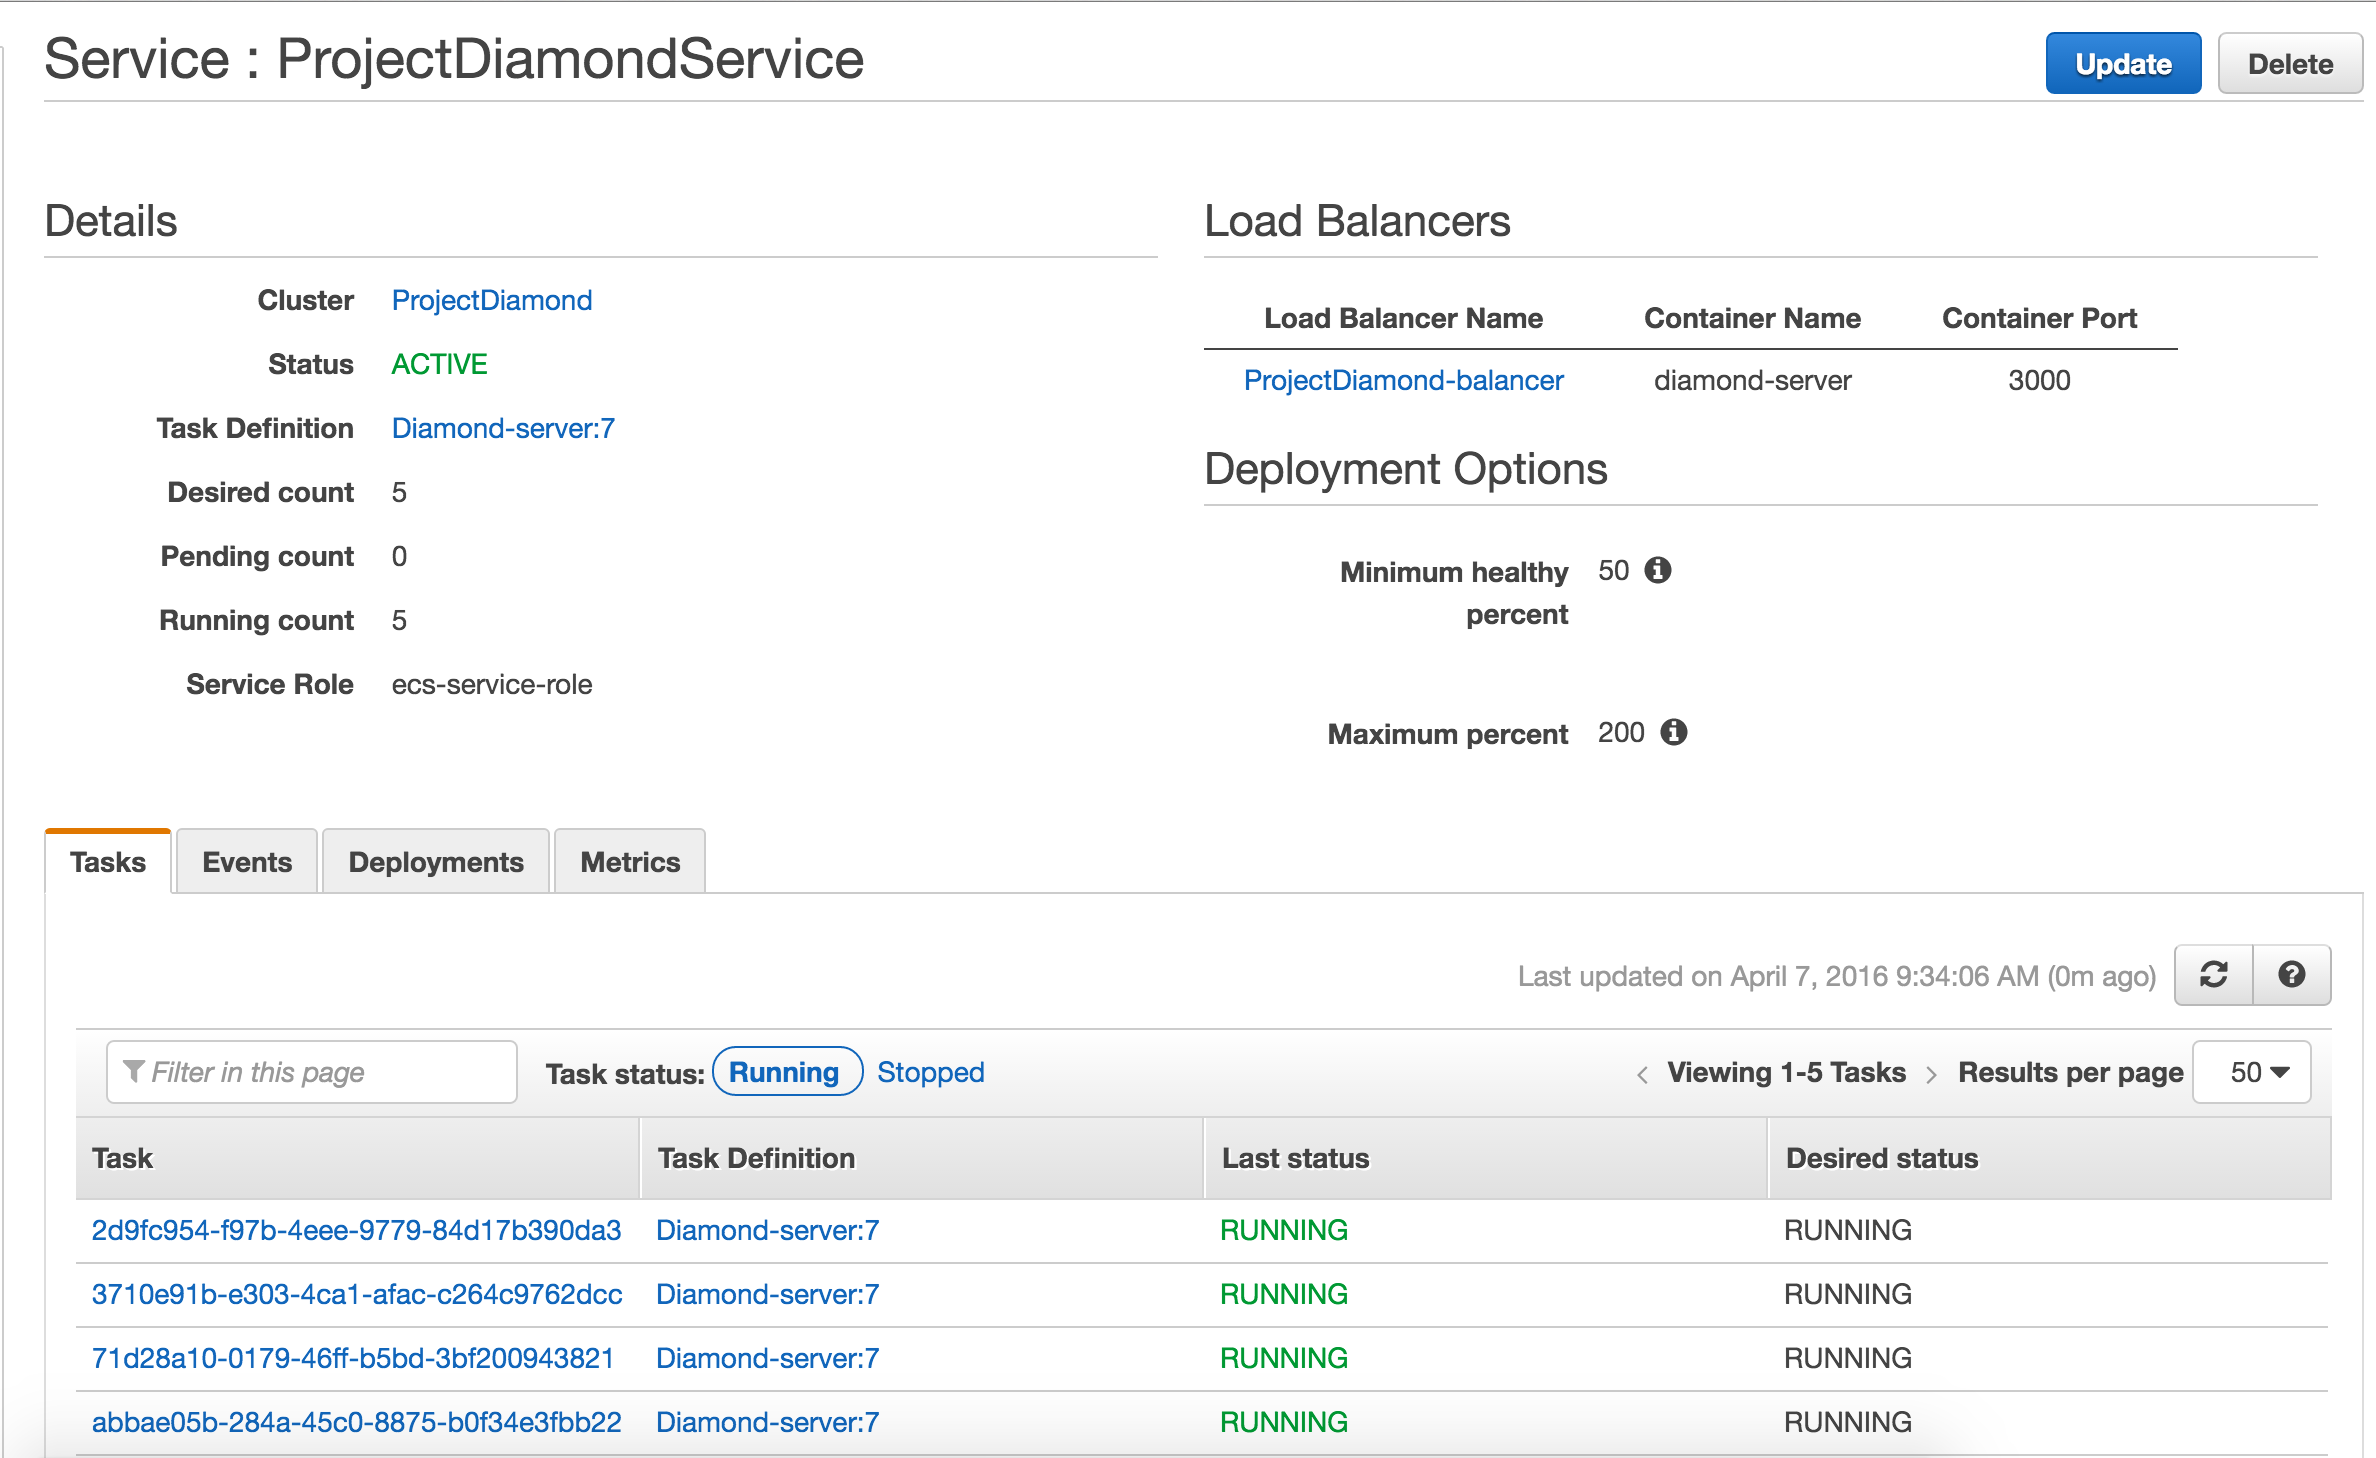 Service : ProjectDiamondService
Update
Delete
Details
Cluster ProjectDiamond
Status ACTIVE
Task Definition Diamond-server:7
Desired count 5
Pending count 0
Running count 5
Service Role ecs-service-role
Load Balancers
Load Balancer Name Container Name Container Port
ProjectDiamond-balancer diamond-server 3000
Deployment Options
Minimum healthy 50
percent
Maximum percent 200
Tasks Events Deployments Metrics
Last updated on April 7, 2016 9:34:06 AM (0m ago)
Filter in this page Task status: Running Stopped < Viewing 1-5 Tasks > Results per page 50
Task Task Definition Last status Desired status
2d9fc954-f97b-4eee-9779-84d17b390da3 Diamond-server:7 RUNNING RUNNING
3710e91b-e303-4ca1-afac-c264c9762dcc Diamond-server:7 RUNNING RUNNING
71d28a10-0179-46ff-b5bd-3bf200943821 Diamond-server:7 RUNNING RUNNING
abbae05b-284a-45c0-8875-b0f34e3fbb22 Diamond-server:7 RUNNING RUNNING